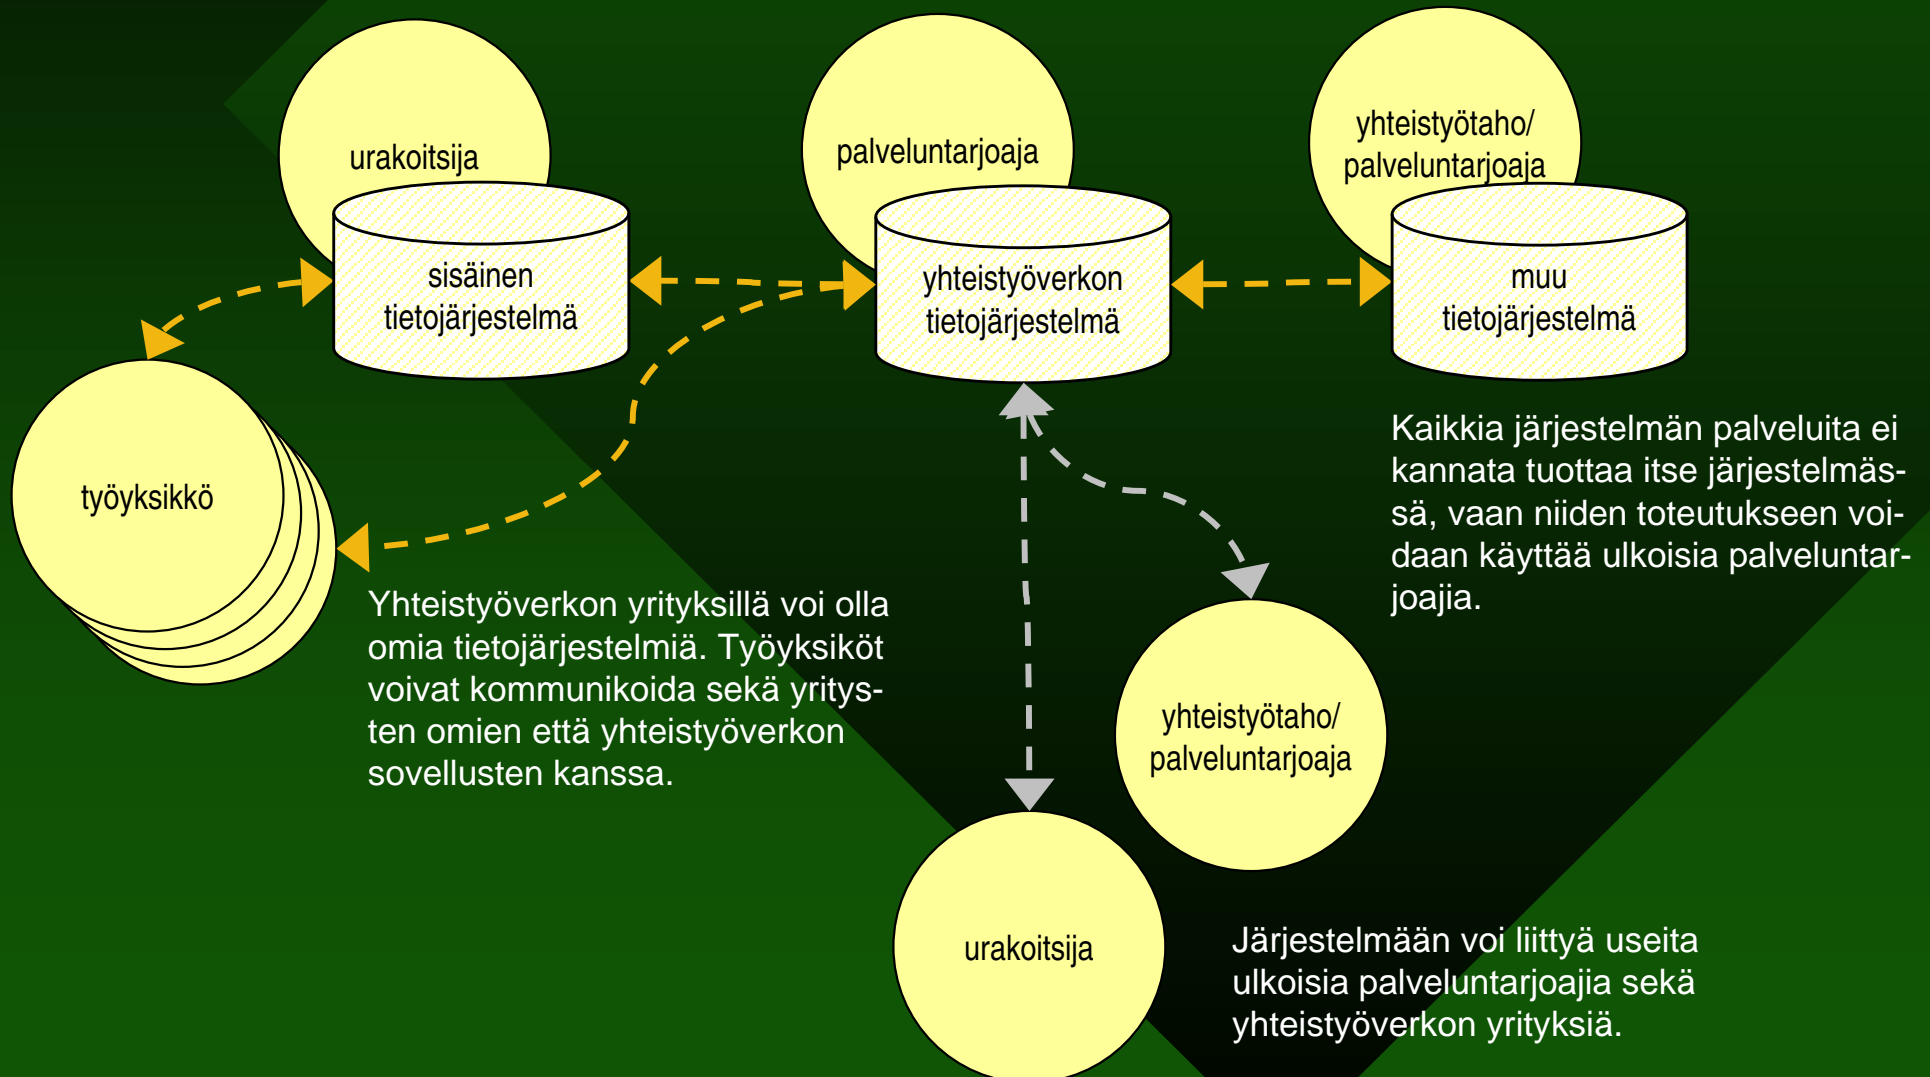 urakoitsija
sisäinen
tietojärjestelmä
palveluntarjoaja
yhteistyöverkon
tietojärjestelmä
yhteistyötaho/
palveluntarjoaja
muu
tietojärjestelmä
työyksikkö
Kaikkia järjestelmän palveluita ei
kannata tuottaa itse järjestelmäs-
sä, vaan niiden toteutukseen voi-
daan käyttää ulkoisia palveluntar-
joajia.
Yhteistyöverkon yrityksillä voi olla
omia tietojärjestelmiä. Työyksiköt
voivat kommunikoida sekä yritys-
ten omien että yhteistyöverkon
sovellusten kanssa.
yhteistyötaho/
palveluntarjoaja
urakoitsija
Järjestelmään voi liittyä useita
ulkoisia palveluntarjoajia sekä
yhteistyöverkon yrityksiä.